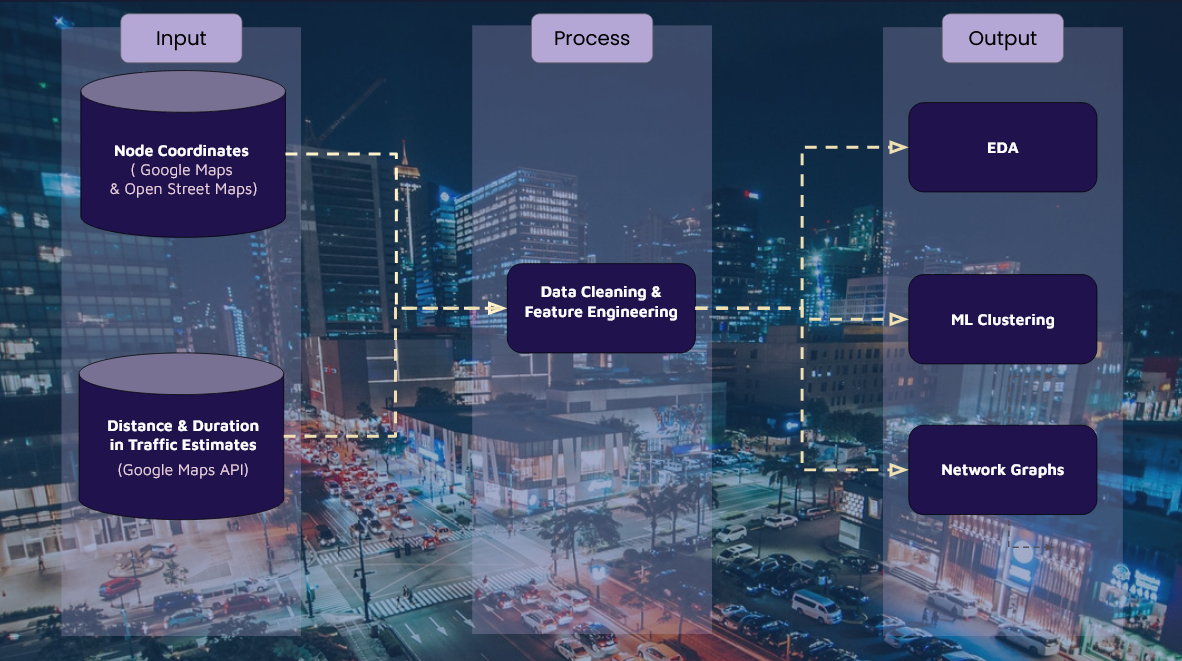 Input
Process
Output
Node Coordinates
( Google Maps
& Open Street Maps)
Distance & Duration
in Traffic Estimates
(Google Maps API)
Data Cleaning &
Feature Engineering
EDA
ML Clustering
Network Graphs